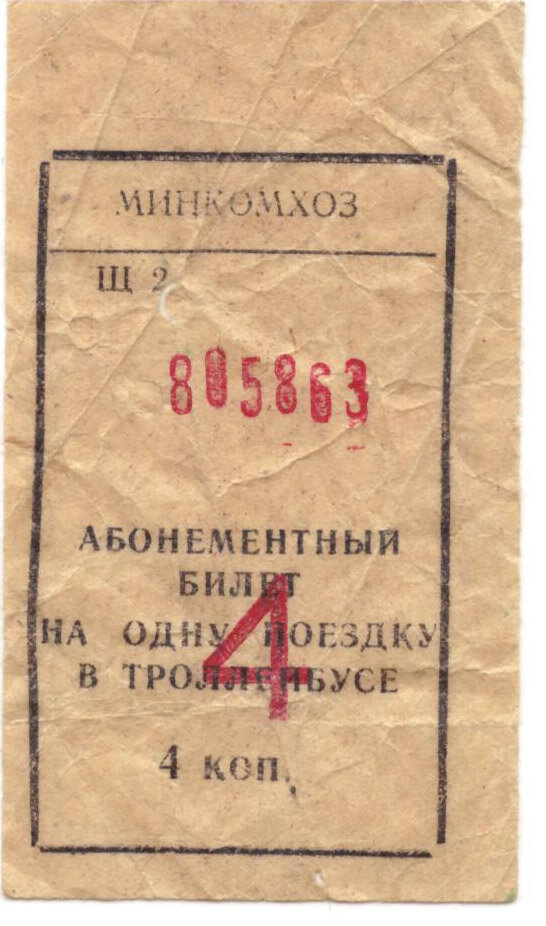 МИНКОМХОЗ
Щ 2
805863
АБОНЕМЕНТНЫЙ
БИЛЕТ
4
НА ОДНУ ПОЕЗДКУ
В ТРОЛЛЕЙБУСЕ
4 коп.